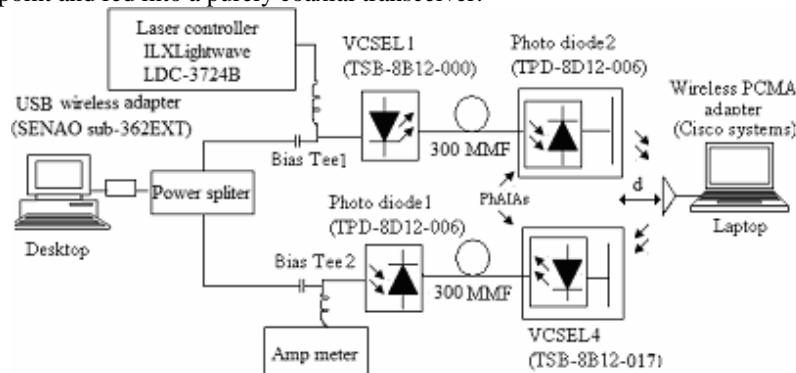 point and fed into a purely coaxial transceiver.
Laser controller
ILXLightwave
LDC-3724B
VCSEL1
(TSB-8B12-000)
Photo diode2
(TPD-8D12-006)
USB wireless adapter
(SENAO sub-362EXT)
Wireless PCMA
adapter
(Cisco systems)
Bias Tee1
300 MMF
Power spliter
Photo diode1
(TPD-8D12-006)
PhAIAs
d
Desktop
Laptop
Bias Tee2
300 MMF
Amp meter
VCSEL4
(TSB-8B12-017)